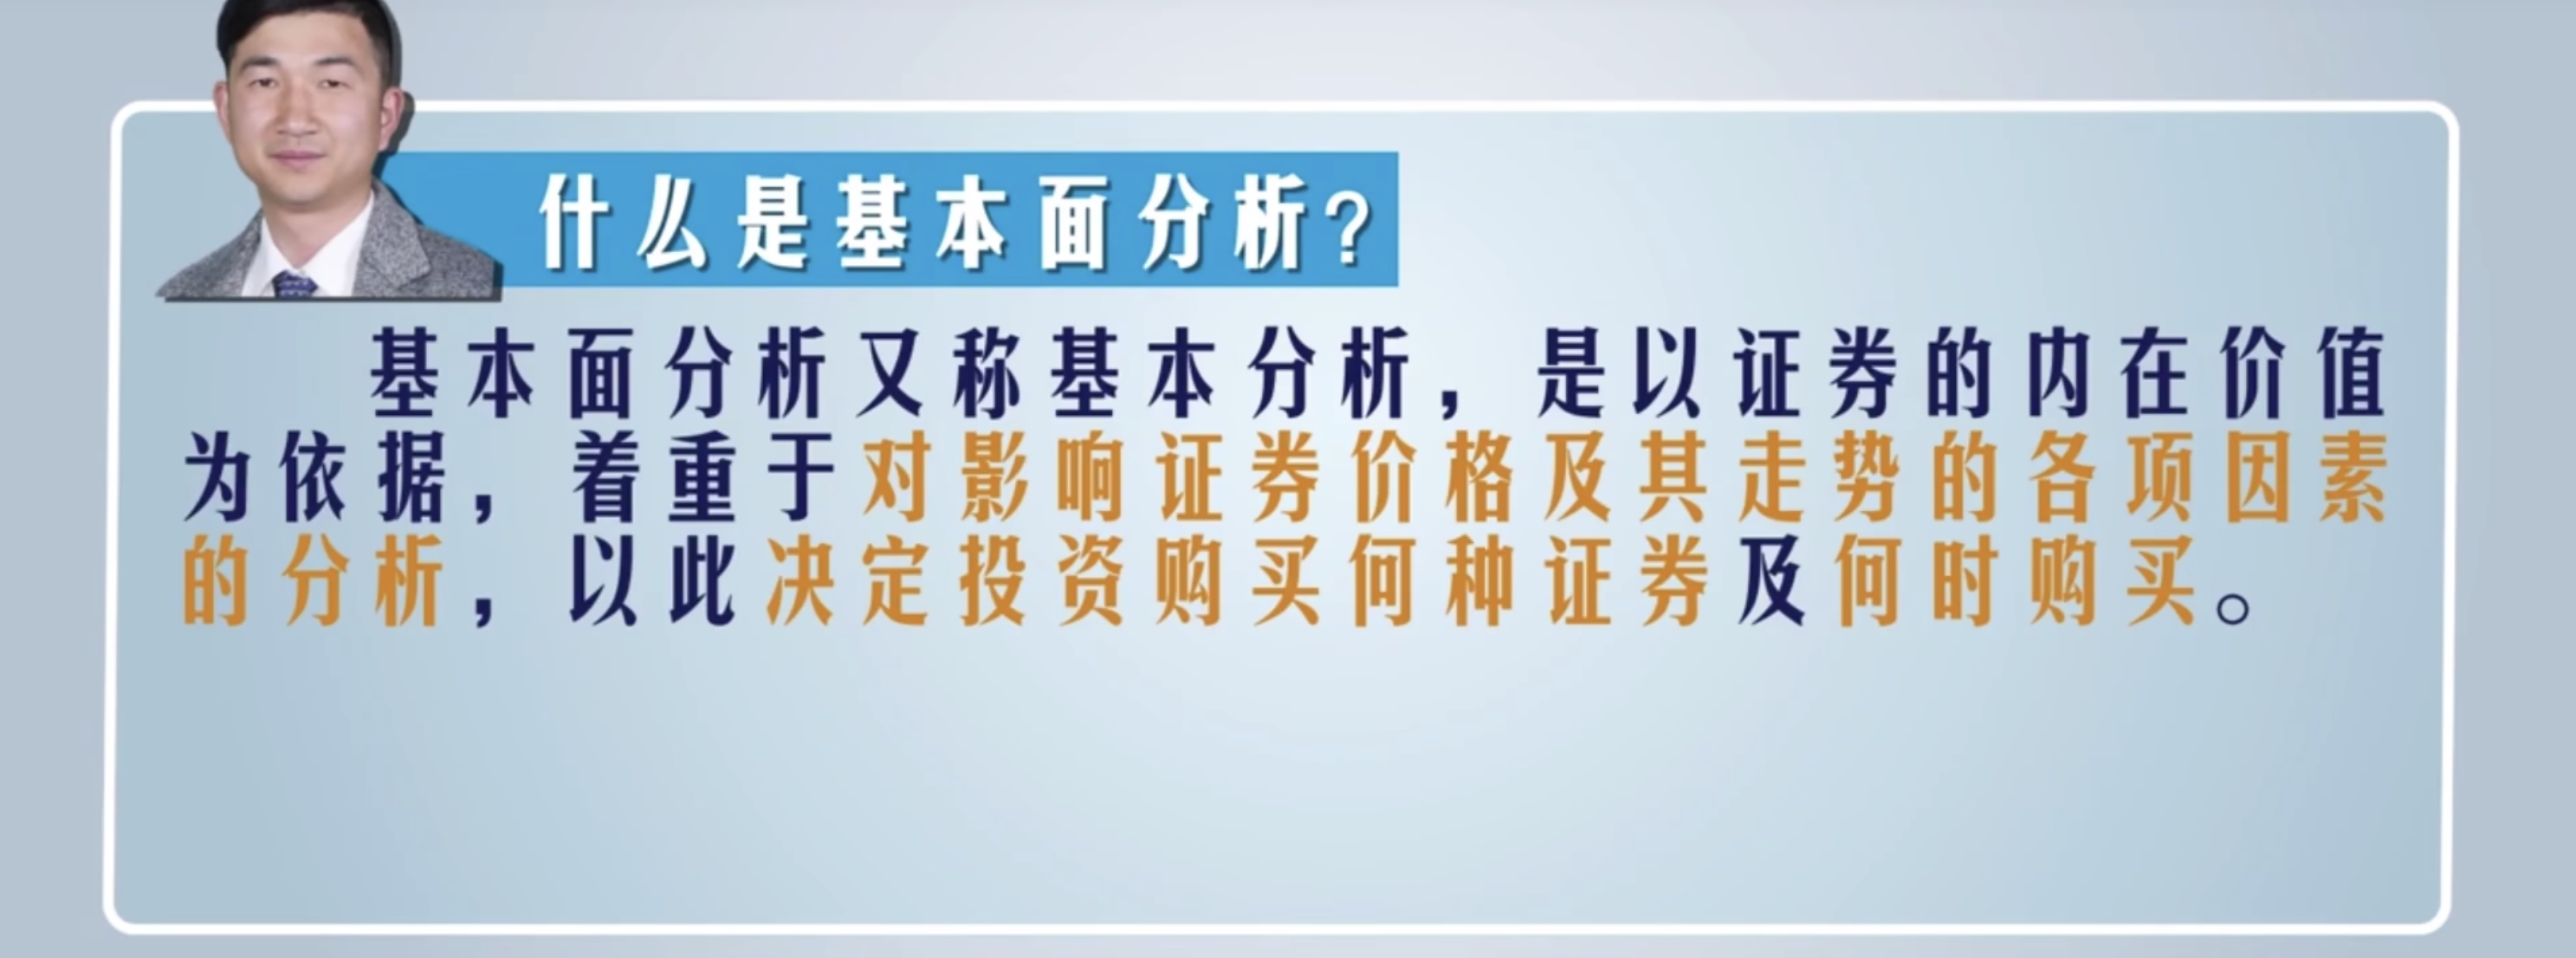 什么是基本面分析?
基本面分析又称基本分析，是以证券的内在价值
为依据，着重于对影响证券价格及其走势的各项因素
的分析，以此决定投资购买何种证券及何时购买。